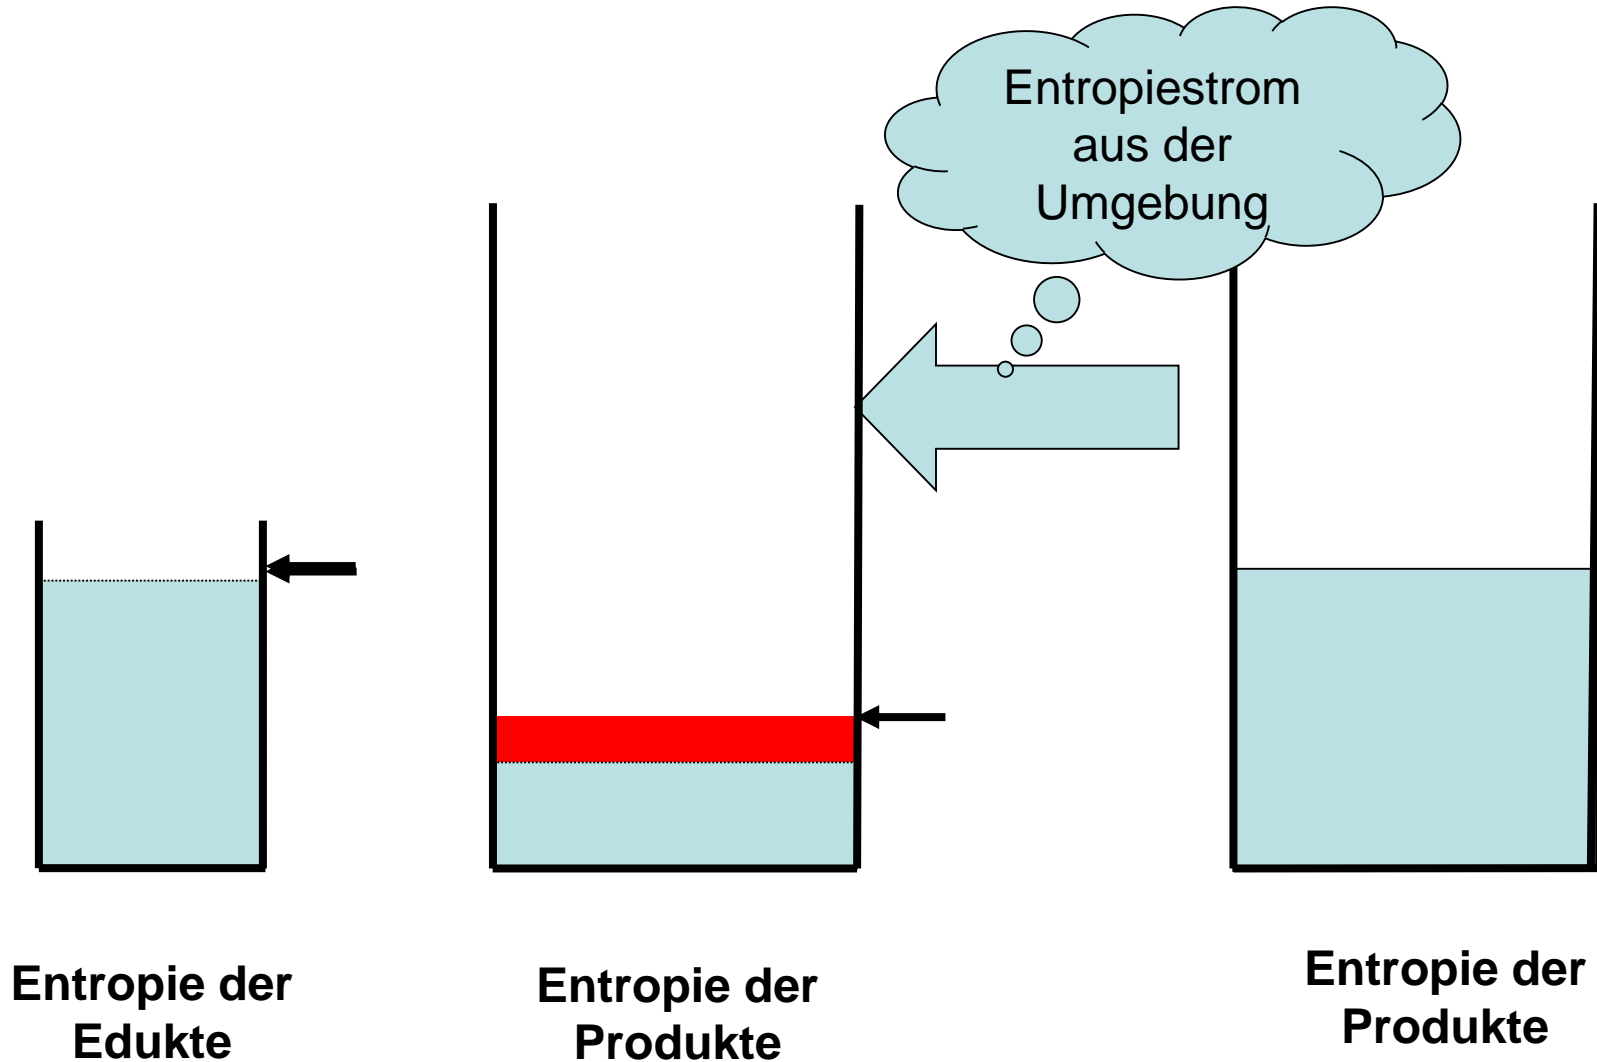 Entropiestrom
aus der
Umgebung
Entropie der
Edukte
Entropie der
Produkte
Entropie der
Produkte